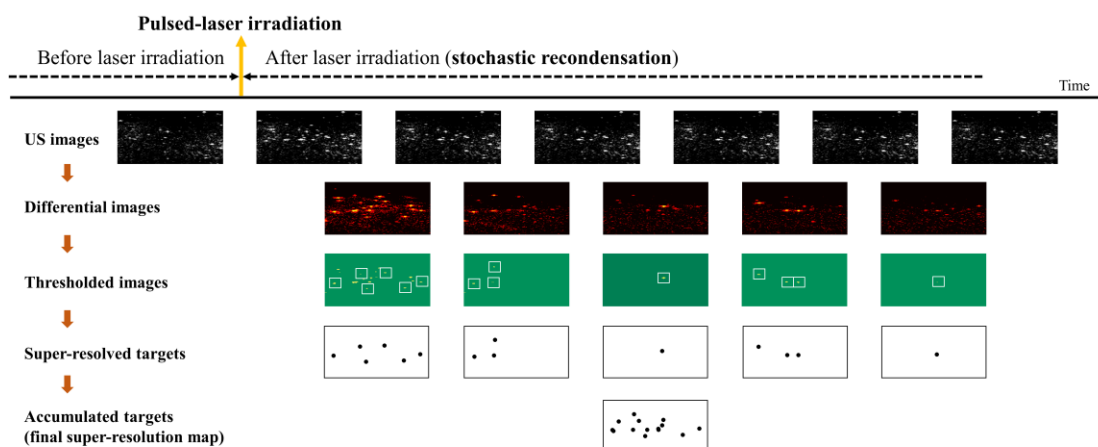 Pulsed-laser irradiation
Before laser irradiation
After laser irradiation (stochastic recondensation)
Time
US images
Differential images
Thresholded images
Super-resolved targets
Accumulated targets
(final super-resolution map)